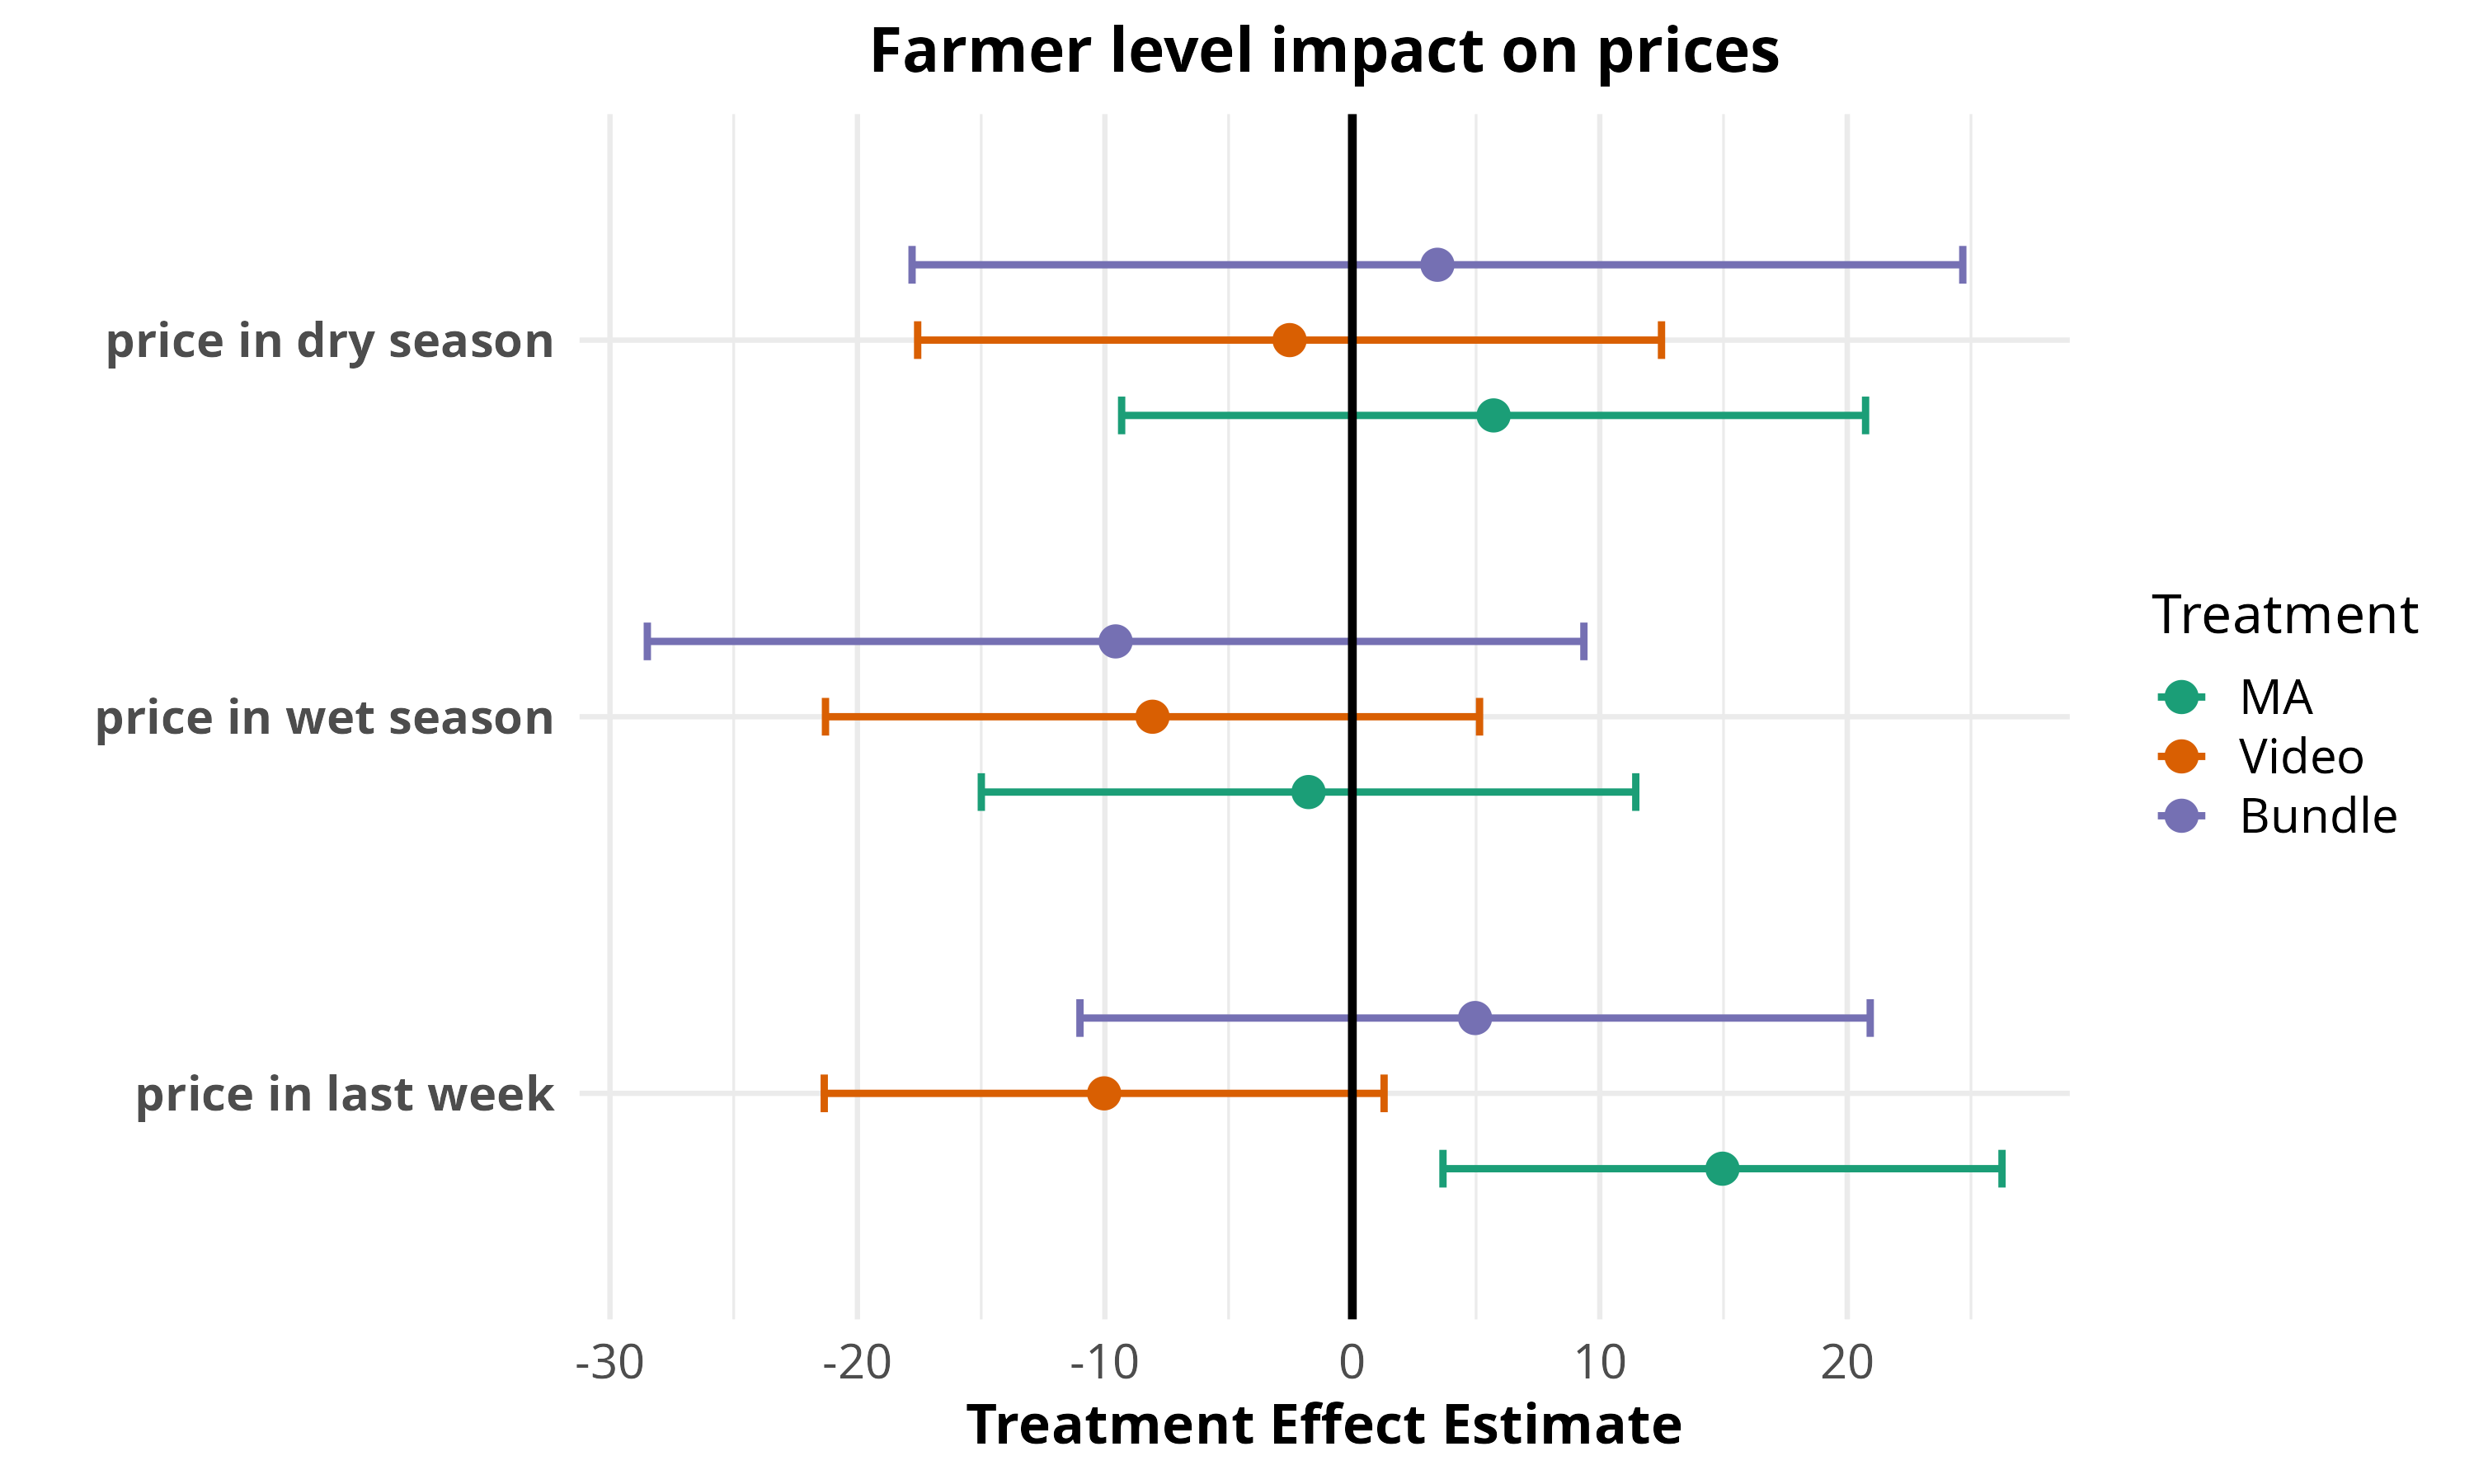 Farmer level impact on prices
price in dry season
price in wet season
price in last week
Treatment
MA
Video
Bundle
-30 -20 -10 0 10 20
Treatment Effect Estimate